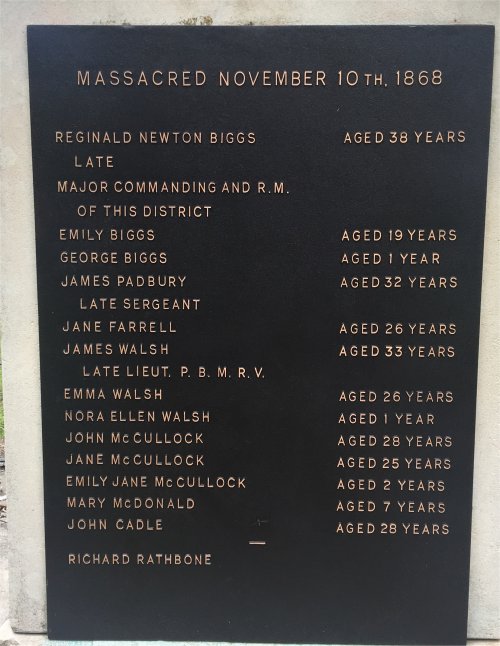 MASSACRED NOVEMBER 10TH, 1868
REGINALD NEWTON BIGGS AGED 38 YEARS
LATE
MAJOR COMMANDING AND R.M.
OF THIS DISTRICT
EMILY BIGGS AGED 19 YEARS
GEORGE BIGGS AGED 1 YEAR
JAMES PADBURY AGED 32 YEARS
LATE SERGEANT
JANE FARRELL AGED 26 YEARS
JAMES WALSH AGED 33 YEARS
LATE LIEUT. P. B. M. R. V.
EMMA WALSH AGED 26 YEARS
NORA ELLEN WALSH AGED 1 YEAR
JOHN McCULLOCK AGED 28 YEARS
JANE McCULLOCK AGED 25 YEARS
EMILY JANE McCULLOCK AGED 2 YEARS
MARY McDONALD AGED 7 YEARS
JOHN CADLE AGED 28 YEARS
RICHARD RATHBONE